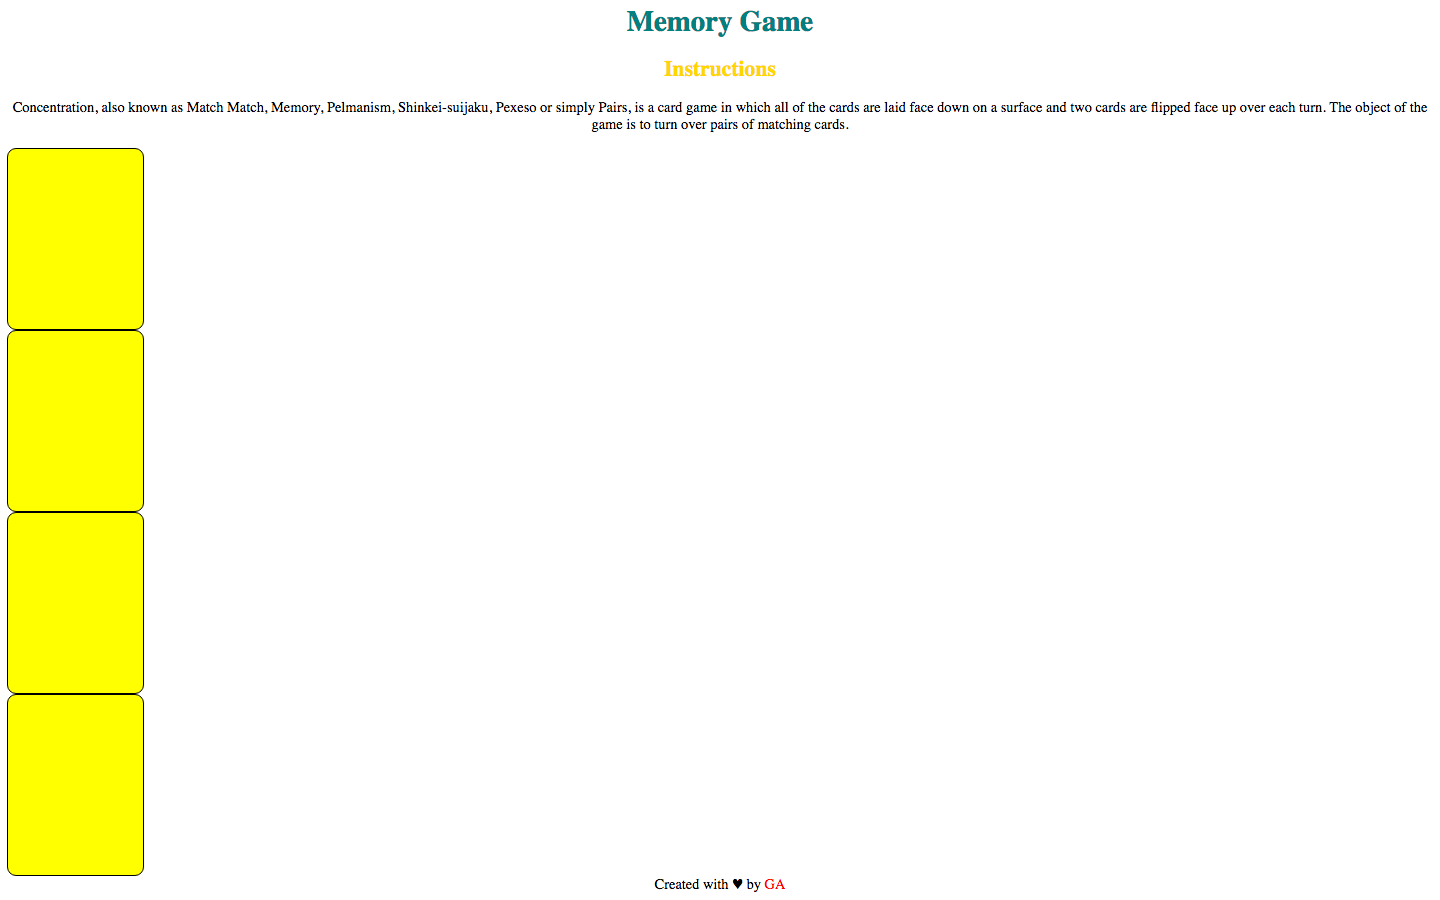 Memory Game
Instructions
Concentration, also known as Match Match, Memory, Pelmanism, Shinkei-suijaku, Pexeso or simply Pairs, is a card game in which all of the cards are laid face down on a surface and two cards are flipped face up over each turn. The object of the
game is to turn over pairs of matching cards.
Created with ♥ by GA